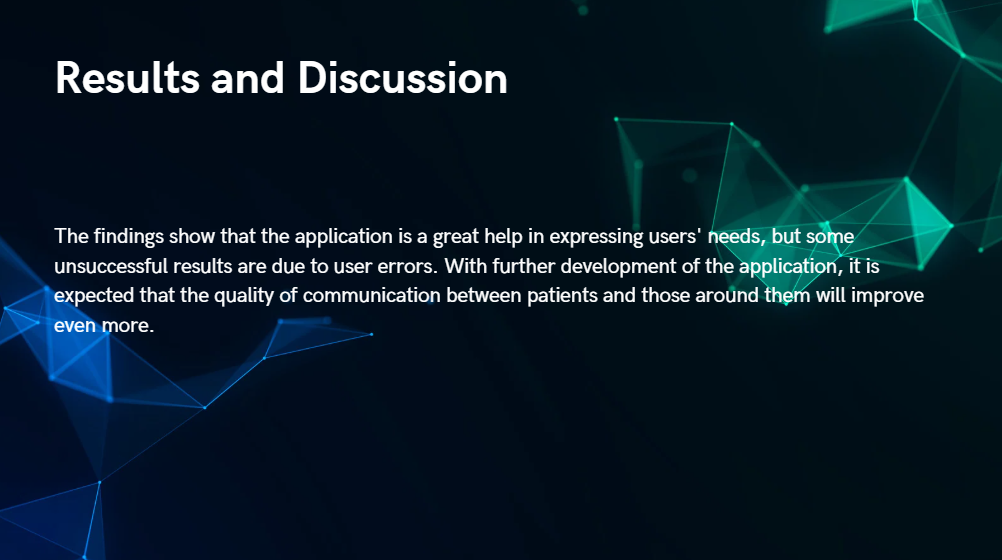 Results and Discussion
The findings show that the application is a great help in expressing users' needs, but some
unsuccessful results are due to user errors. With further development of the application, it is
expected that the quality of communication between patients and those around them will improve
even more.